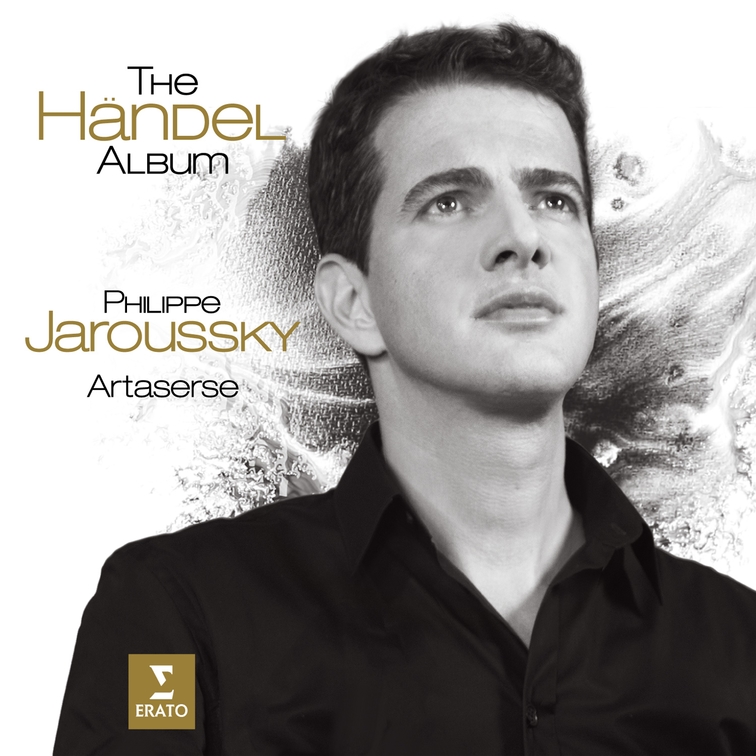 The
Händel
Album
Philippe
Jaroussky
Artaserse
ERATO